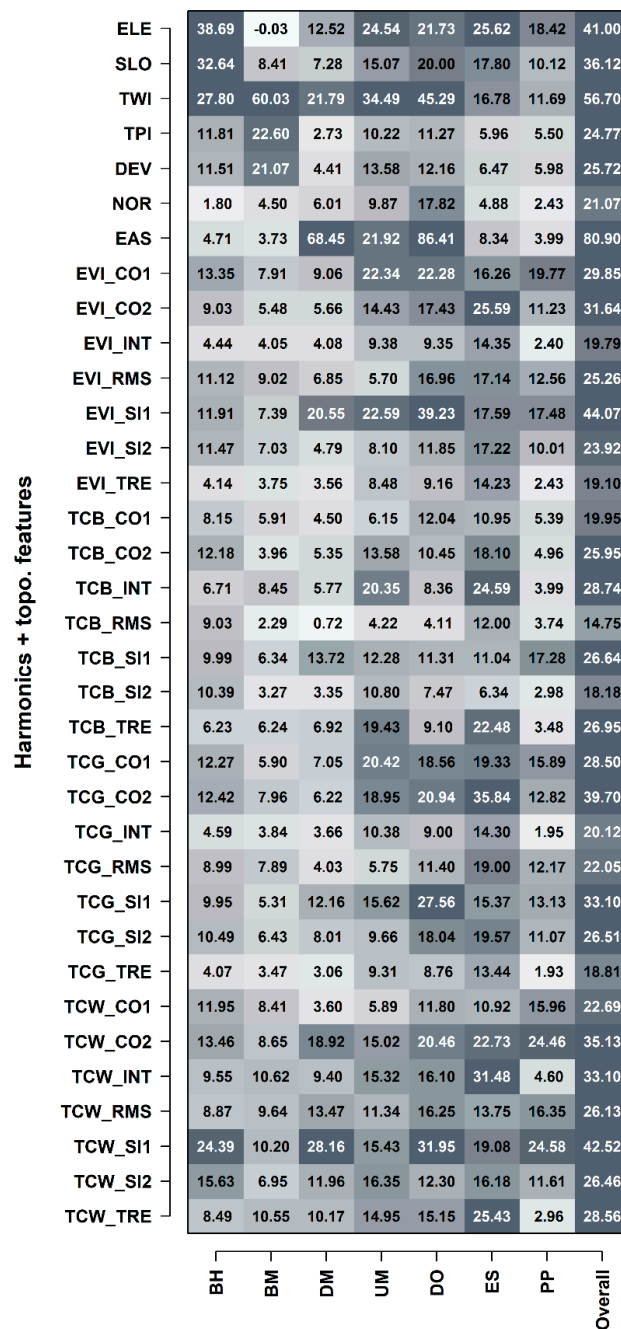 Harmonics + topo. features
ELE 38.69 -0.03 12.52 24.54 21.73 25.62 18.42 41.00
SLO 32.64 8.41 7.28 15.07 20.00 17.80 10.12 36.12
TWI 27.80 60.03 21.79 34.49 45.29 16.78 11.69 56.70
TPI 11.81 22.60 2.73 10.22 11.27 5.96 5.50 24.77
DEV 11.51 21.07 4.41 13.58 12.16 6.47 5.98 25.72
NOR 1.80 4.50 6.01 9.87 17.82 4.88 2.43 21.07
EAS 4.71 3.73 68.45 21.92 86.41 8.34 3.99 80.90
EVI_CO1 13.35 7.91 9.06 22.34 22.28 16.26 19.77 29.85
EVI_CO2 9.03 5.48 5.66 14.43 17.43 25.59 11.23 31.64
EVI_INT 4.44 4.05 4.08 9.38 9.35 14.35 2.40 19.79
EVI_RMS 11.12 9.02 6.85 5.70 16.96 17.14 12.56 25.26
EVI_SI1 11.91 7.39 20.55 22.59 39.23 17.59 17.48 44.07
EVI_SI2 11.47 7.03 4.79 8.10 11.85 17.22 10.01 23.92
EVI_TRE 4.14 3.75 3.56 8.48 9.16 14.23 2.43 19.10
TCB_CO1 8.15 5.91 4.50 6.15 12.04 10.95 5.39 19.95
TCB_CO2 12.18 3.96 5.35 13.58 10.45 18.10 4.96 25.95
TCB_INT 6.71 8.45 5.77 20.35 8.36 24.59 3.99 28.74
TCB_RMS 9.03 2.29 0.72 4.22 4.11 12.00 3.74 14.75
TCB_SI1 9.99 6.34 13.72 12.28 11.31 11.04 17.28 26.64
TCB_SI2 10.39 3.27 3.35 10.80 7.47 6.34 2.98 18.18
TCB_TRE 6.23 6.24 6.92 19.43 9.10 22.48 3.48 26.95
TCG_CO1 12.27 5.90 7.05 20.42 18.56 19.33 15.89 28.50
TCG_CO2 12.42 7.96 6.22 18.95 20.94 35.84 12.82 39.70
TCG_INT 4.59 3.84 3.66 10.38 9.00 14.30 1.95 20.12
TCG_RMS 8.99 7.89 4.03 5.75 11.40 19.00 12.17 22.05
TCG_SI1 9.95 5.31 12.16 15.62 27.56 15.37 13.13 33.10
TCG_SI2 10.49 6.43 8.01 9.66 18.04 19.57 11.07 26.51
TCG_TRE 4.07 3.47 3.06 9.31 8.76 13.44 1.93 18.81
TCW_CO1 11.95 8.41 3.60 5.89 11.80 10.92 15.96 22.69
TCW_CO2 13.46 8.65 18.92 15.02 20.46 22.73 24.46 35.13
TCW_INT 9.55 10.62 9.40 15.32 16.10 31.48 4.60 33.10
TCW_RMS 8.87 9.64 13.47 11.34 16.25 13.75 16.35 26.13
TCW_SI1 24.39 10.20 28.16 15.43 31.95 19.08 24.58 42.52
TCW_SI2 15.63 6.95 11.96 16.35 12.30 16.18 11.61 26.46
TCW_TRE 8.49 10.55 10.17 14.95 15.15 25.43 2.96 28.56
BH BM DM UM DO ES PP Overall